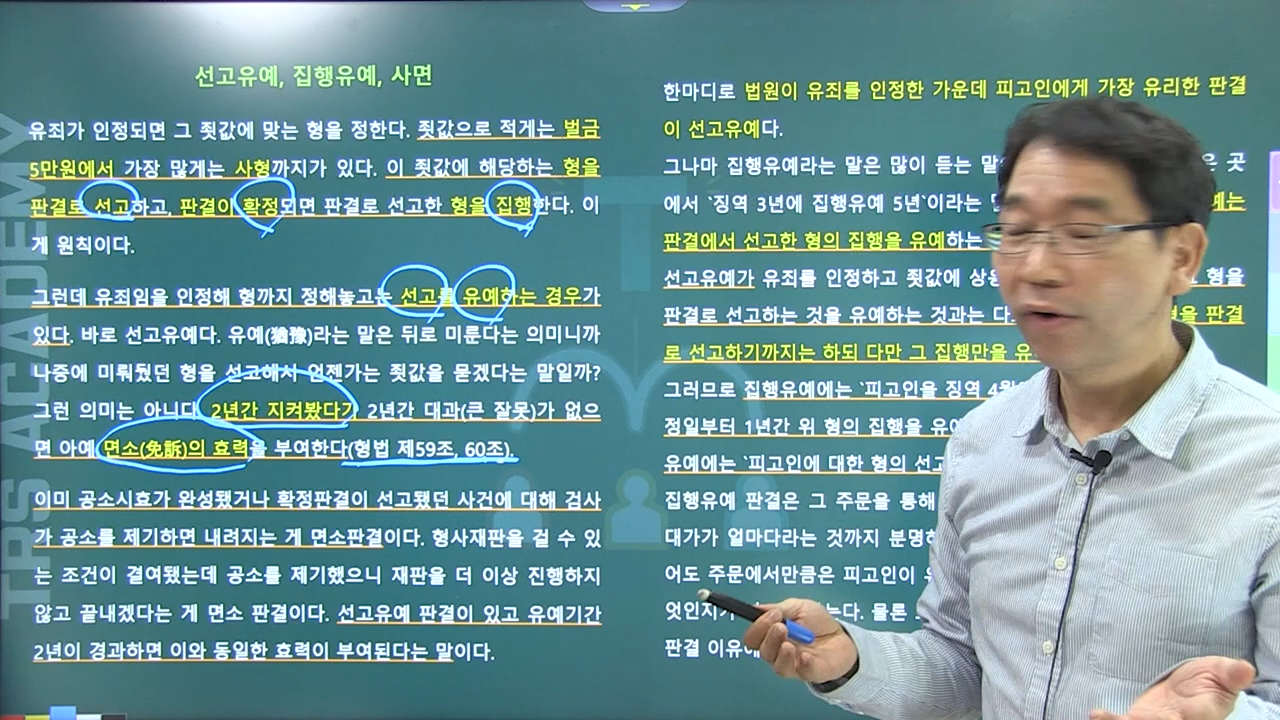 선고유예, 집행유예, 사면
유죄가 인정되면 그 죗값에 맞는 형을 정한다. 죗값으로 적게는 벌금
5만원에서 가장 많게는 사형까지가 있다. 이 죗값에 해당하는 형을
판결로 선고하고, 판결이 확정되면 판결로 선고한 형을 집행한다. 이
게 원칙이다.
그런데 유죄임을 인정해 형까지 정해놓고는 선고를 유예하는 경우가
있다. 바로 선고유예다. 유예(猶豫)라는 말은 뒤로 미룬다는 의미니까
나중에 미뤄뒀던 형을 선고해서 언젠가는 죗값을 묻겠다는 말일까?
그런 의미는 아니다. 2년간 지켜봤다가 2년간 대과(큰 잘못)가 없으
면 아예 면소(免訴)의 효력을 부여한다(형법 제59조, 60조).
이미 공소시효가 완성됐거나 확정판결이 선고됐던 사건에 대해 검사
가 공소를 제기하면 내려지는 게 면소판결이다. 형사재판을 걸 수 있
는 조건이 결여됐는데 공소를 제기했으니 재판을 더 이상 진행하지
않고 끝내겠다는 게 면소 판결이다. 선고유예 판결이 있고 유예기간
2년이 경과하면 이와 동일한 효력이 부여된다는 말이다.
한마디로 법원이 유죄를 인정한 가운데 피고인에게 가장 유리한 판결
이 선고유예다.
그나마 집행유예라는 말은 많이 듣는 곳
에서 `징역 3년에 집행유예 5년`이라는
판결에서 선고한 형의 집행을 유예하는
선고유예가 유죄를 인정하고 죗값에 형을
판결로 선고하는 것을 유예하는 것과는 판결
로 선고하기까지는 하되 다만 그 집행만을
그러므로 집행유예에는 `피고인을 징역
정일부터 1년간 위 형의 집행을
유예에는 `피고인에 대한 형의
집행유예 판결은 그 주문을 통해
대가가 얼마다라는 것까지
어도 주문에서만큼은 피고인이
엇인지가
판결
TPS ACADEMY